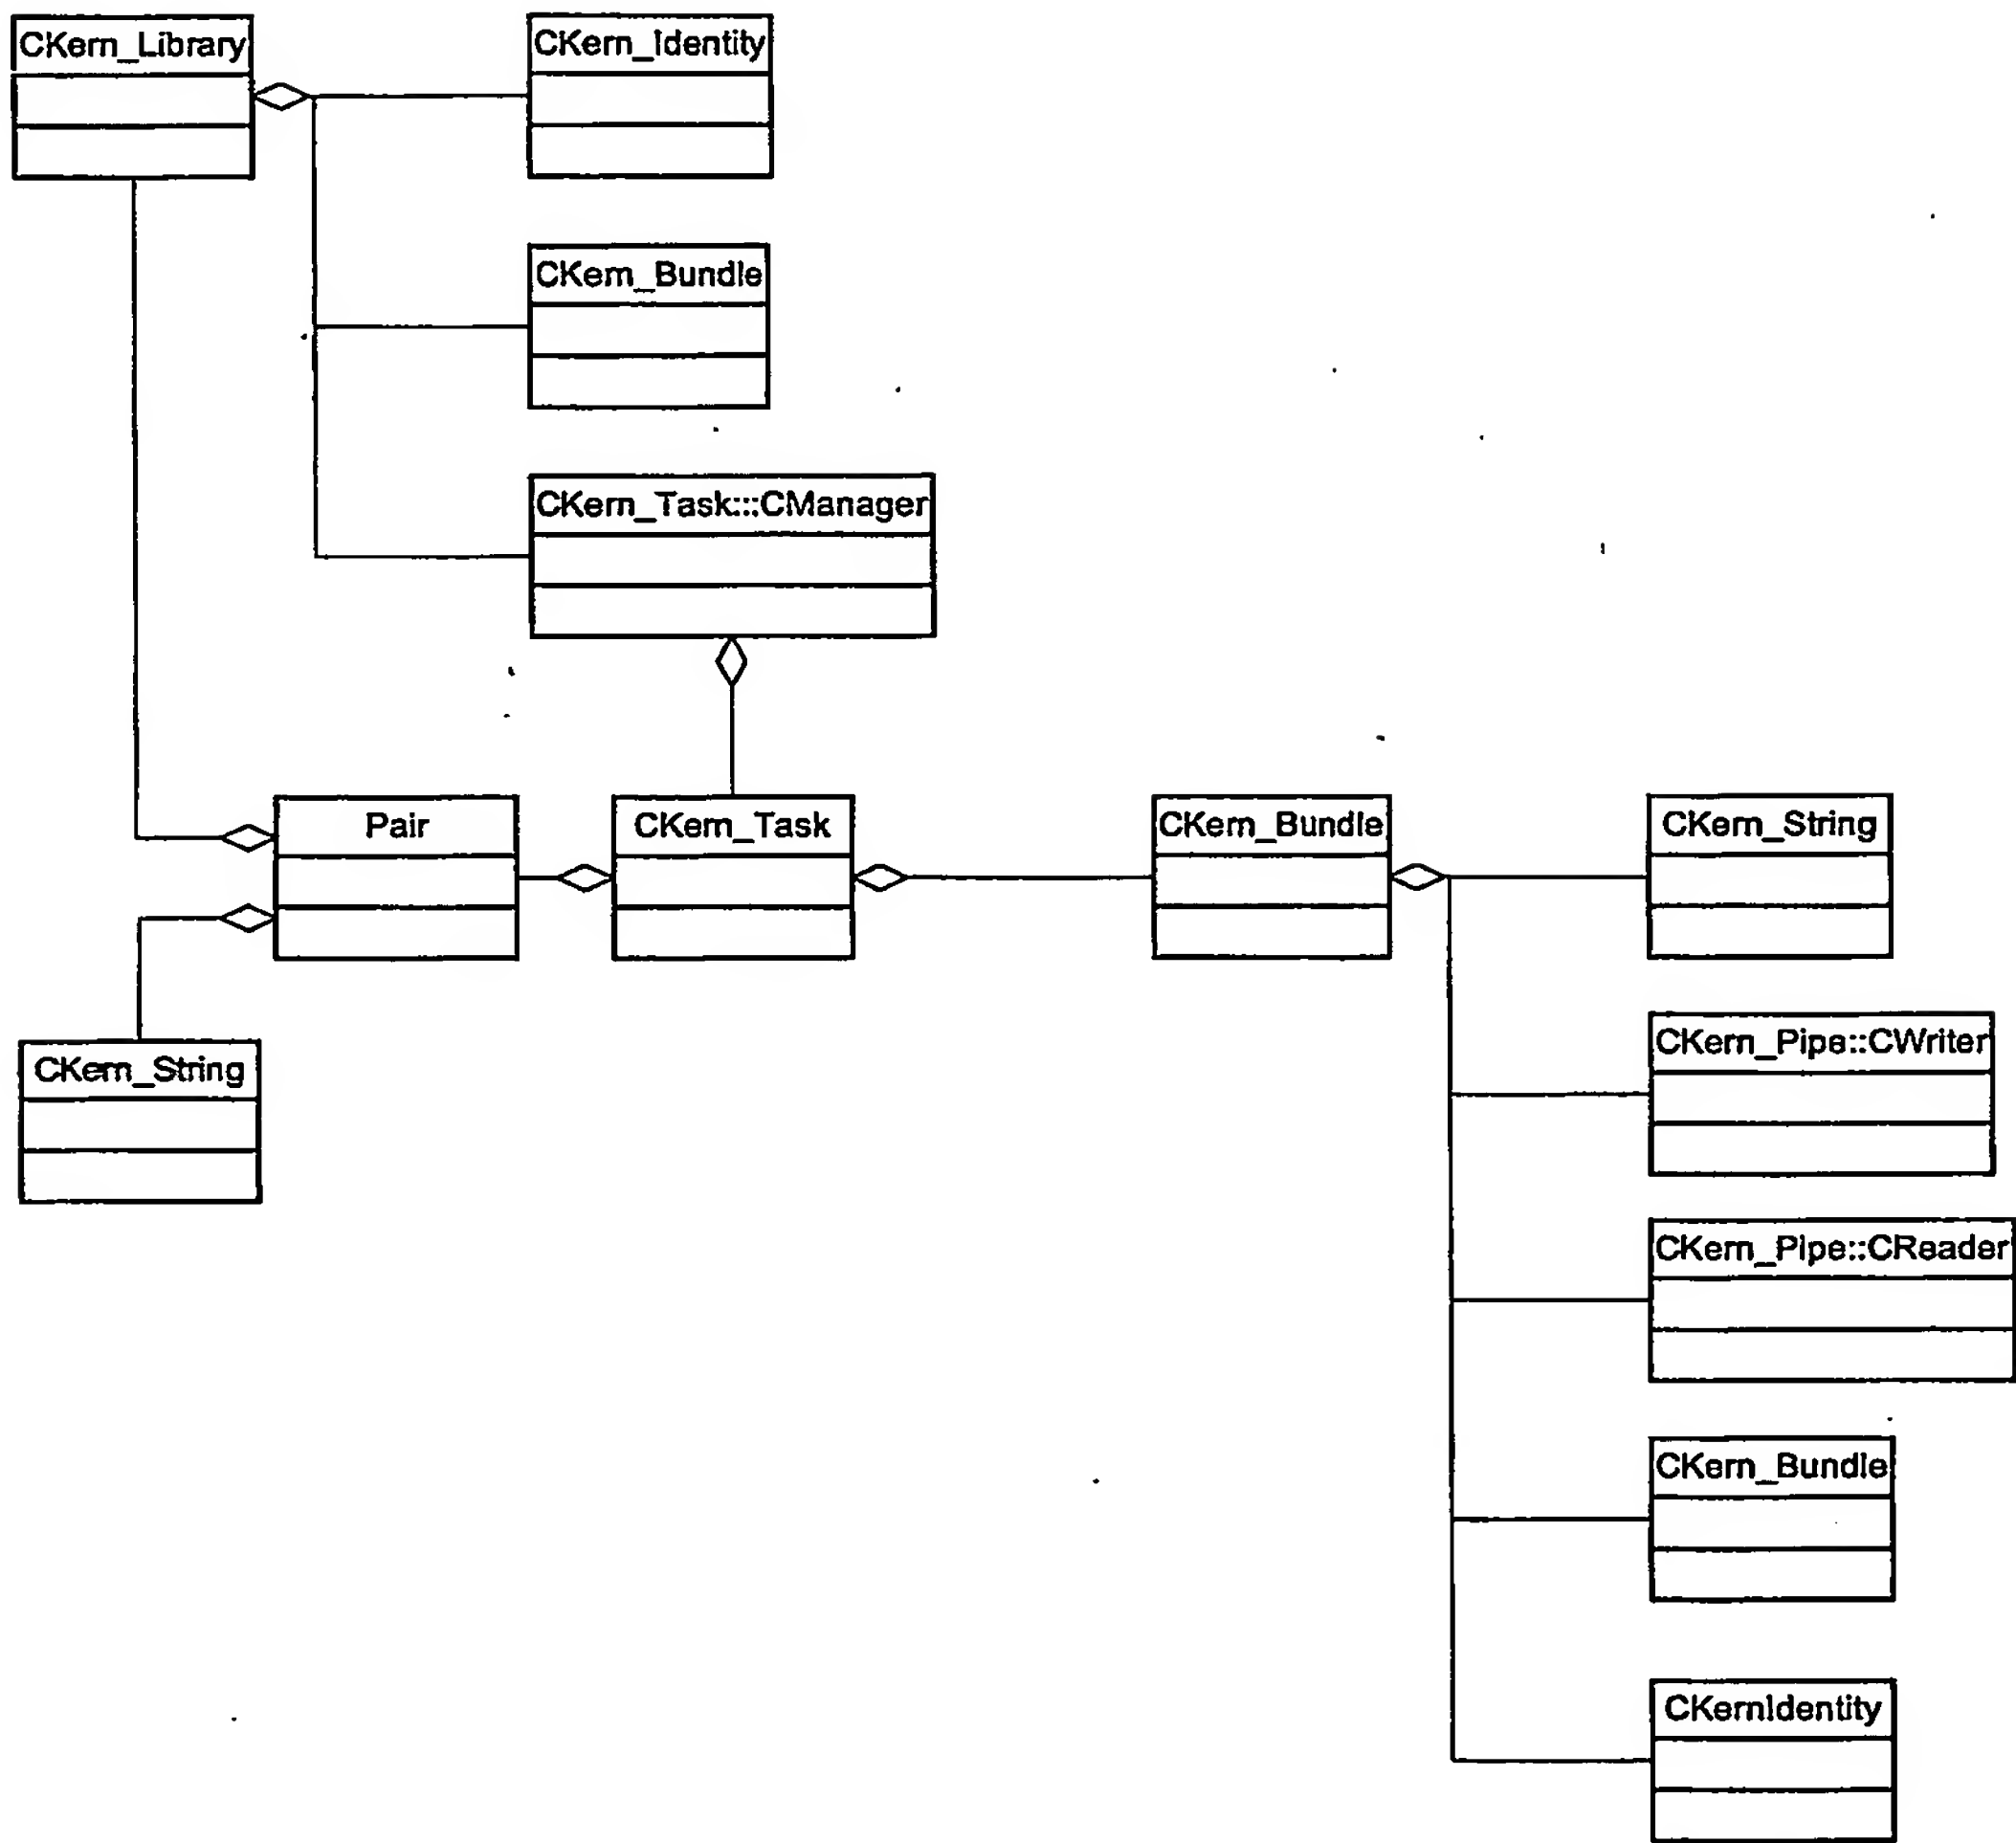 CKern_Library
CKern_Identity
CKern_Bundle
CKern_Task:::CManager
Pair
CKern_Task
CKern_Bundle
CKern_String
CKern_String
CKern_Pipe::CWriter
CKern_Pipe::CReader
CKern_Bundle
CKernIdentity